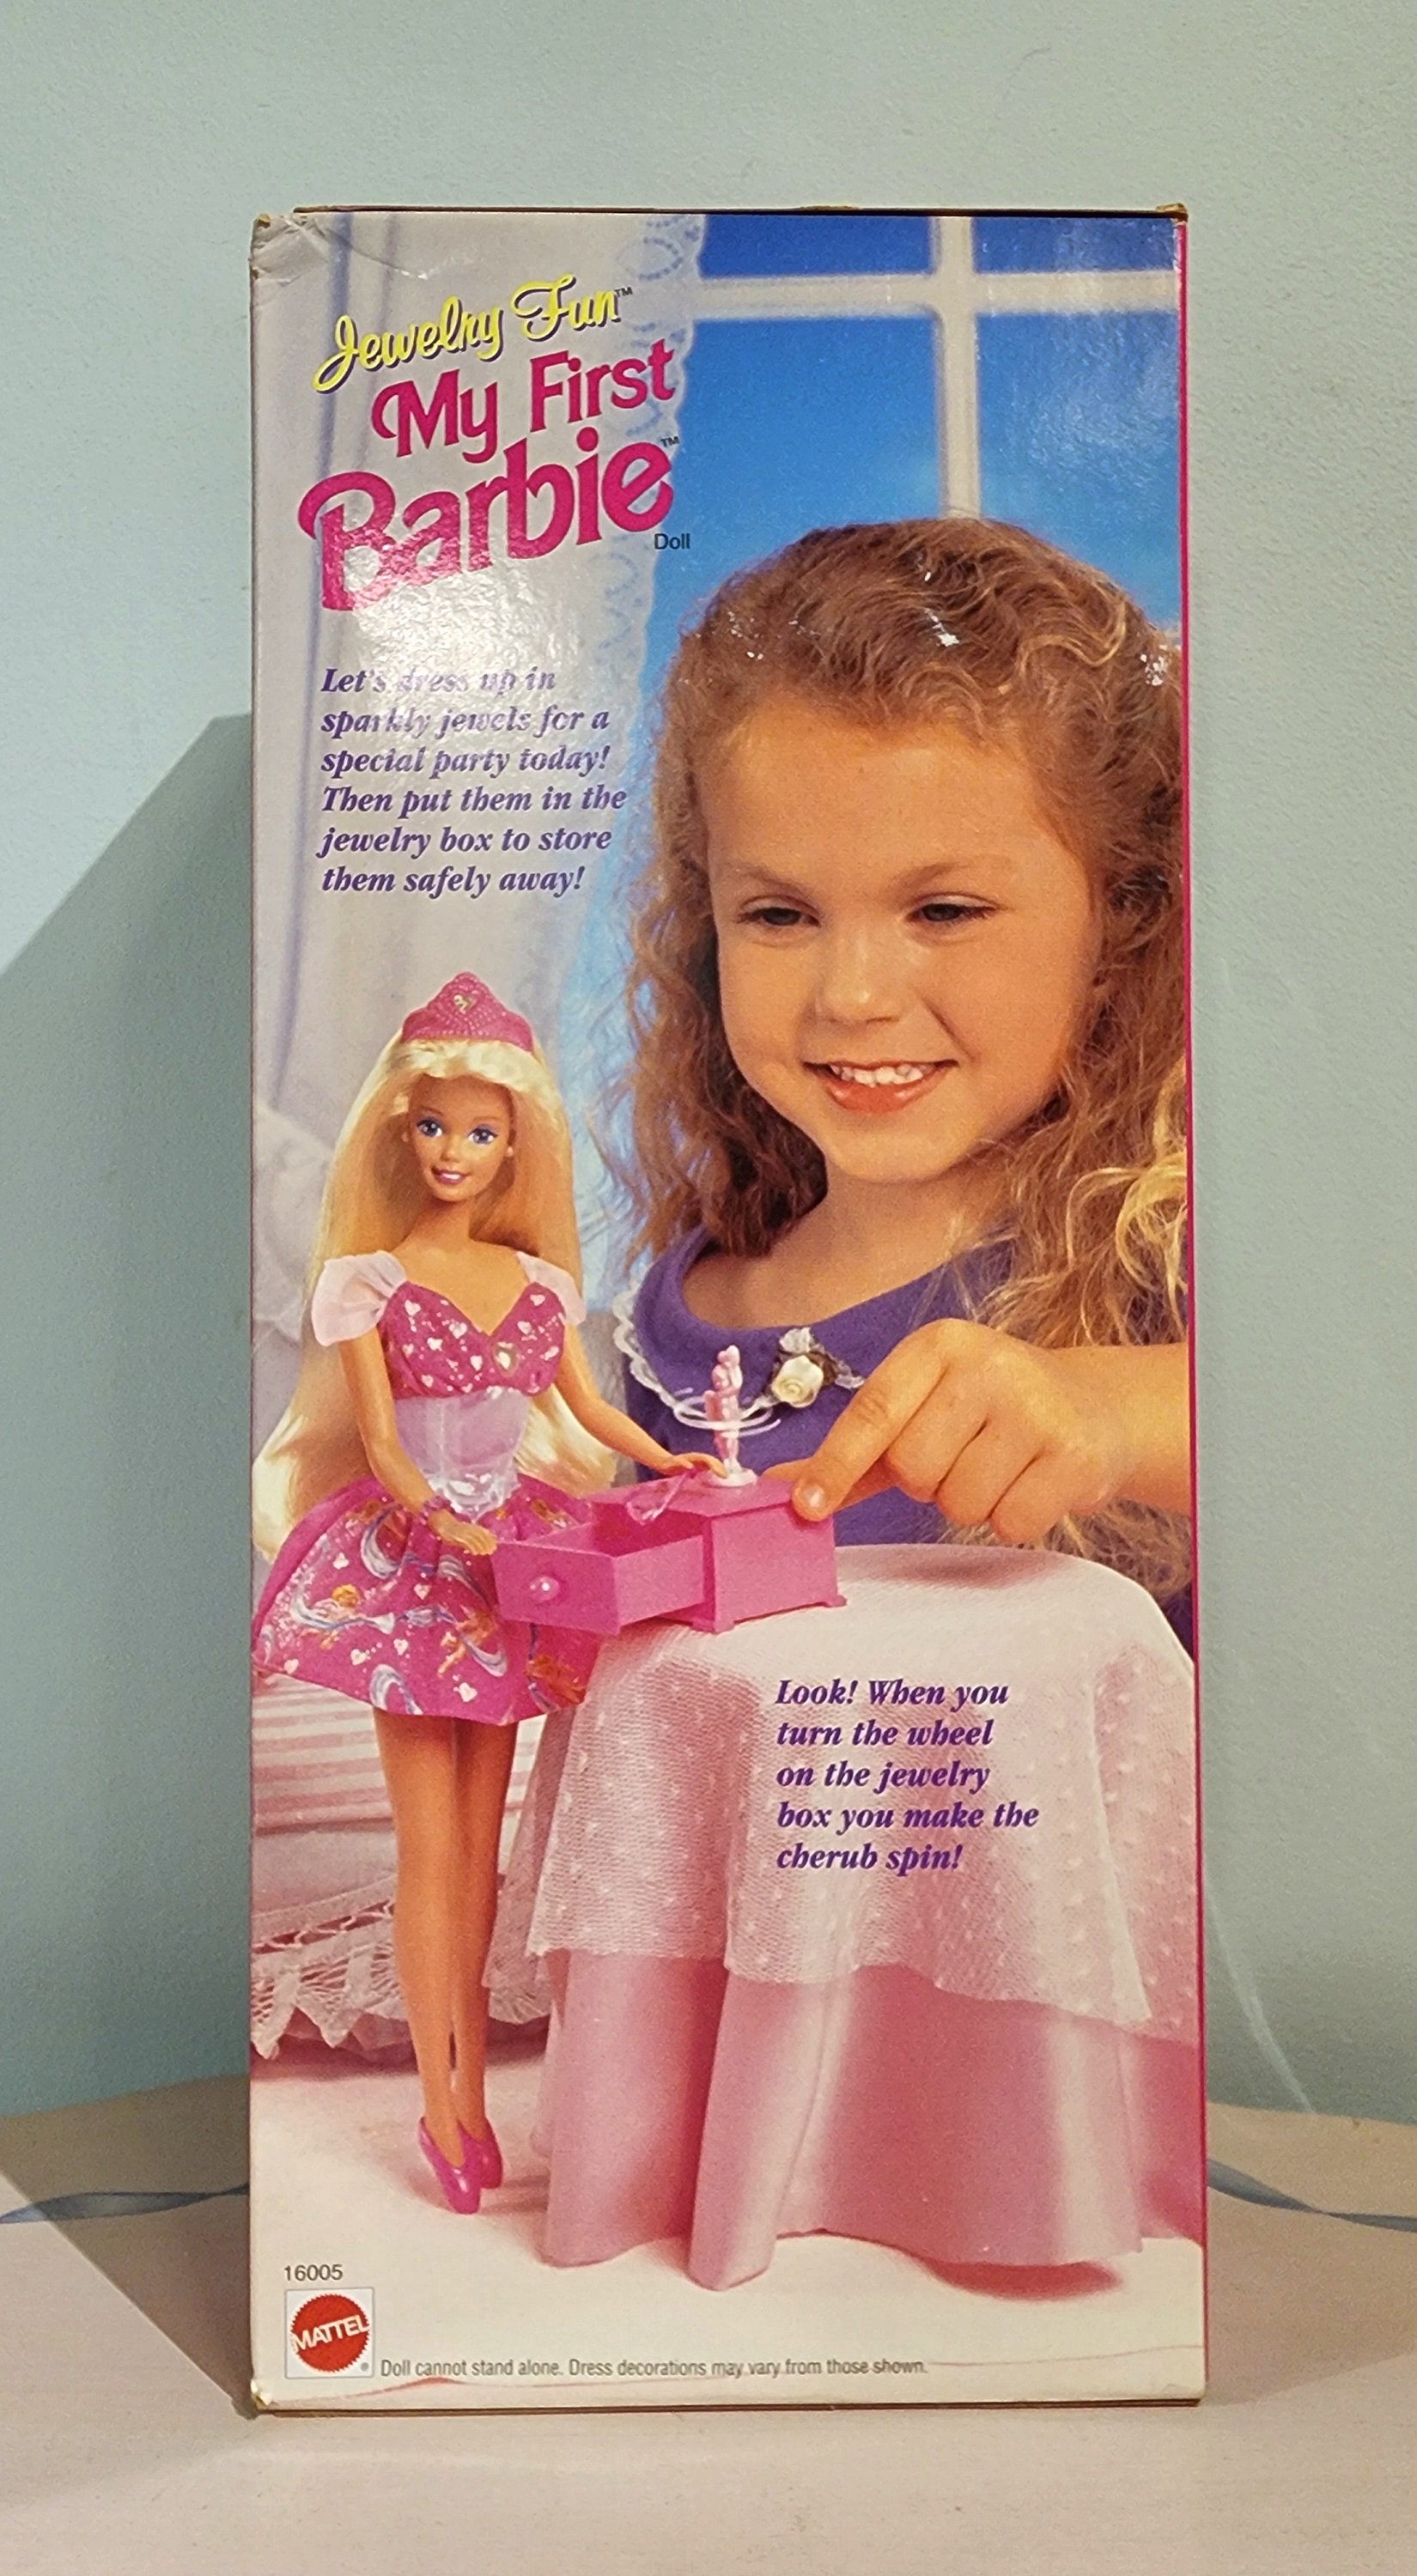 Jewelry Fun™
My First
Barbie™
Doll
Let's dress up in
sparkly jewels for a
special party today!
Then put them in the
jewelry box to store
them safely away!
Look! When you
turn the wheel
on the jewelry
box you make the
cherub spin!
16005
MATTEL
® Doll cannot stand alone. Dress decorations may vary from those shown.